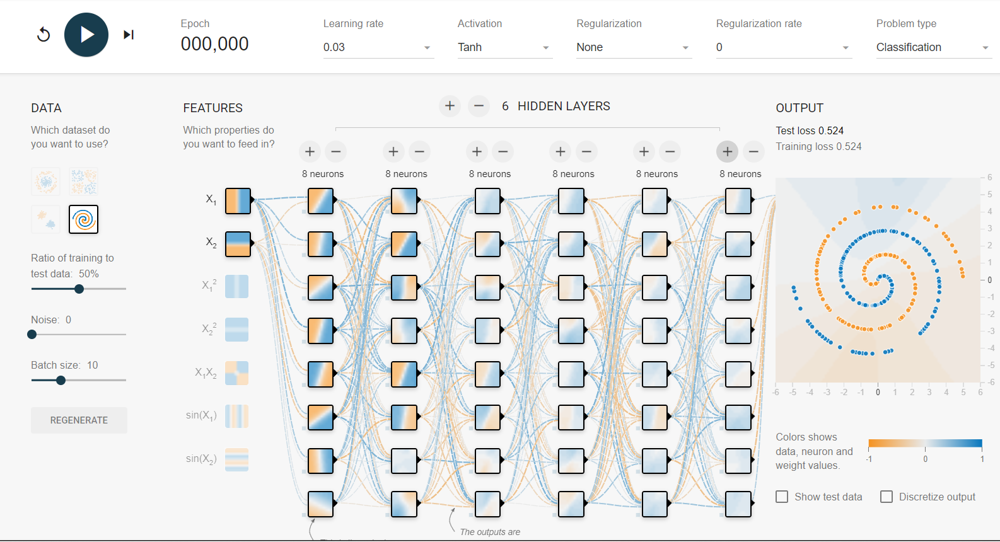 Epoch
000,000
Learning rate
0.03
Activation
Tanh
Regularization
None
Regularization rate
0
Problem type
Classification
DATA
Which dataset do
you want to use?
Ratio of training to
test data: 50%
Noise: 0
Batch size: 10
REGENERATE
FEATURES
Which properties do
you want to feed in?
X1
X2
X1²
X2²
X1X2
sin(X1)
sin(X2)
+ − 6 HIDDEN LAYERS
+ − + − + − + − + − + −
8 neurons 8 neurons 8 neurons 8 neurons 8 neurons 8 neurons
The outputs are
OUTPUT
Test loss 0.524
Training loss 0.524
6
5
4
3
2
1
0
-1
-2
-3
-4
-5
-6
-6 -5 -4 -3 -2 -1 0 1 2 3 4 5 6
Colors shows
data, neuron and
weight values.
-1 0 1
Show test data
Discretize output